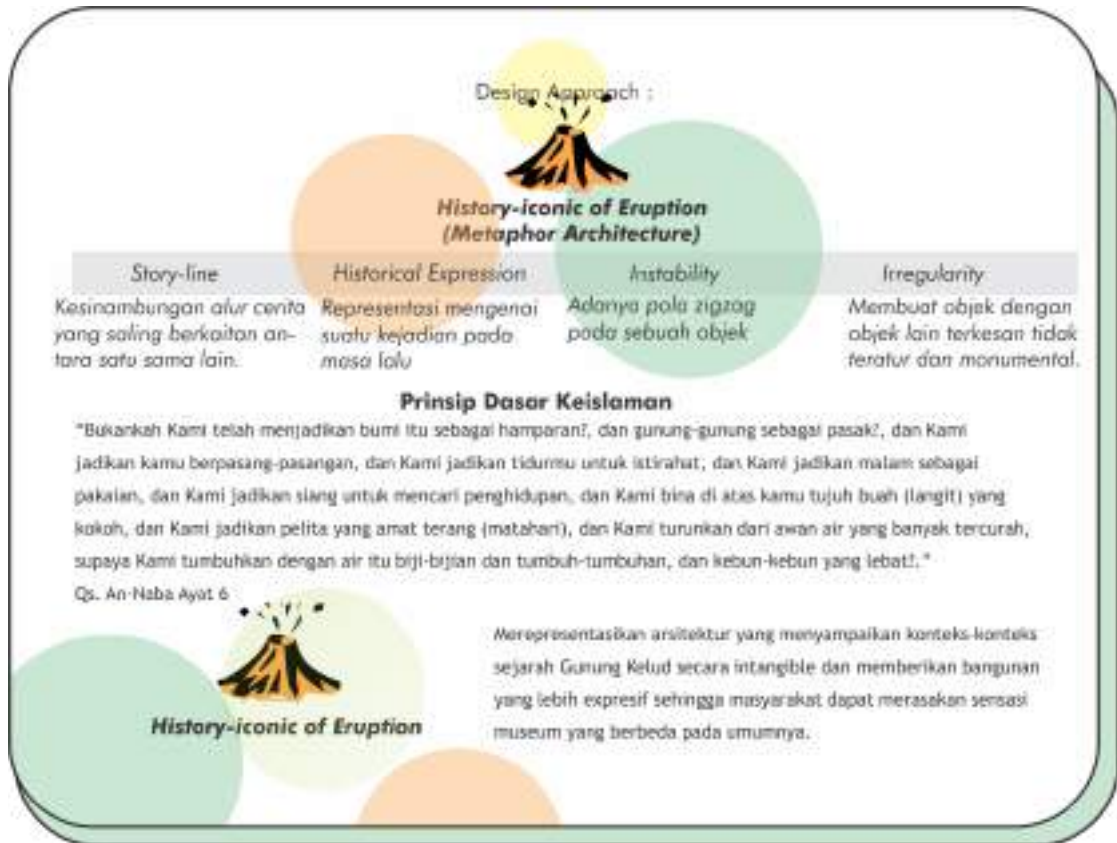 Design Approach :
History-iconic of Eruption
(Metaphor Architecture)
Story-line
Historical Expression
Instability
Irregularity
Kesinambungan alur cerita
yang saling berkaitan an-
tara satu sama lain.
Representasi mengenai
suatu kejadian pada
masa lalu
Adanya pola zigzag
pada sebuah objek
Membuat objek dengan
objek lain terkesan tidak
teratur dan monumental.
Prinsip Dasar Keislaman
"Bukankah Kami telah menjadikan bumi itu sebagai hamparan?, dan gunung-gunung sebagai pasak?, dan Kami
jadikan kamu berpasang-pasangan, dan Kami jadikan tidurmu untuk istirahat, dan Kami jadikan malam sebagai
pakaian, dan Kami jadikan siang untuk mencari penghidupan, dan Kami bina di atas kamu tujuh buah (langit) yang
kokoh, dan Kami jadikan pelita yang amat terang (matahari), dan Kami turunkan dari awan air yang banyak tercurah,
supaya Kami tumbuhkan dengan air itu biji-bijian dan tumbuh-tumbuhan, dan kebun-kebun yang lebat?."
Qs. An-Naba Ayat 6
Merepresentasikan arsitektur yang menyampaikan konteks-konteks
sejarah Gunung Kelud secara intangible dan memberikan bangunan
yang lebih expresif sehingga masyarakat dapat merasakan sensasi
museum yang berbeda pada umumnya.
History-iconic of Eruption